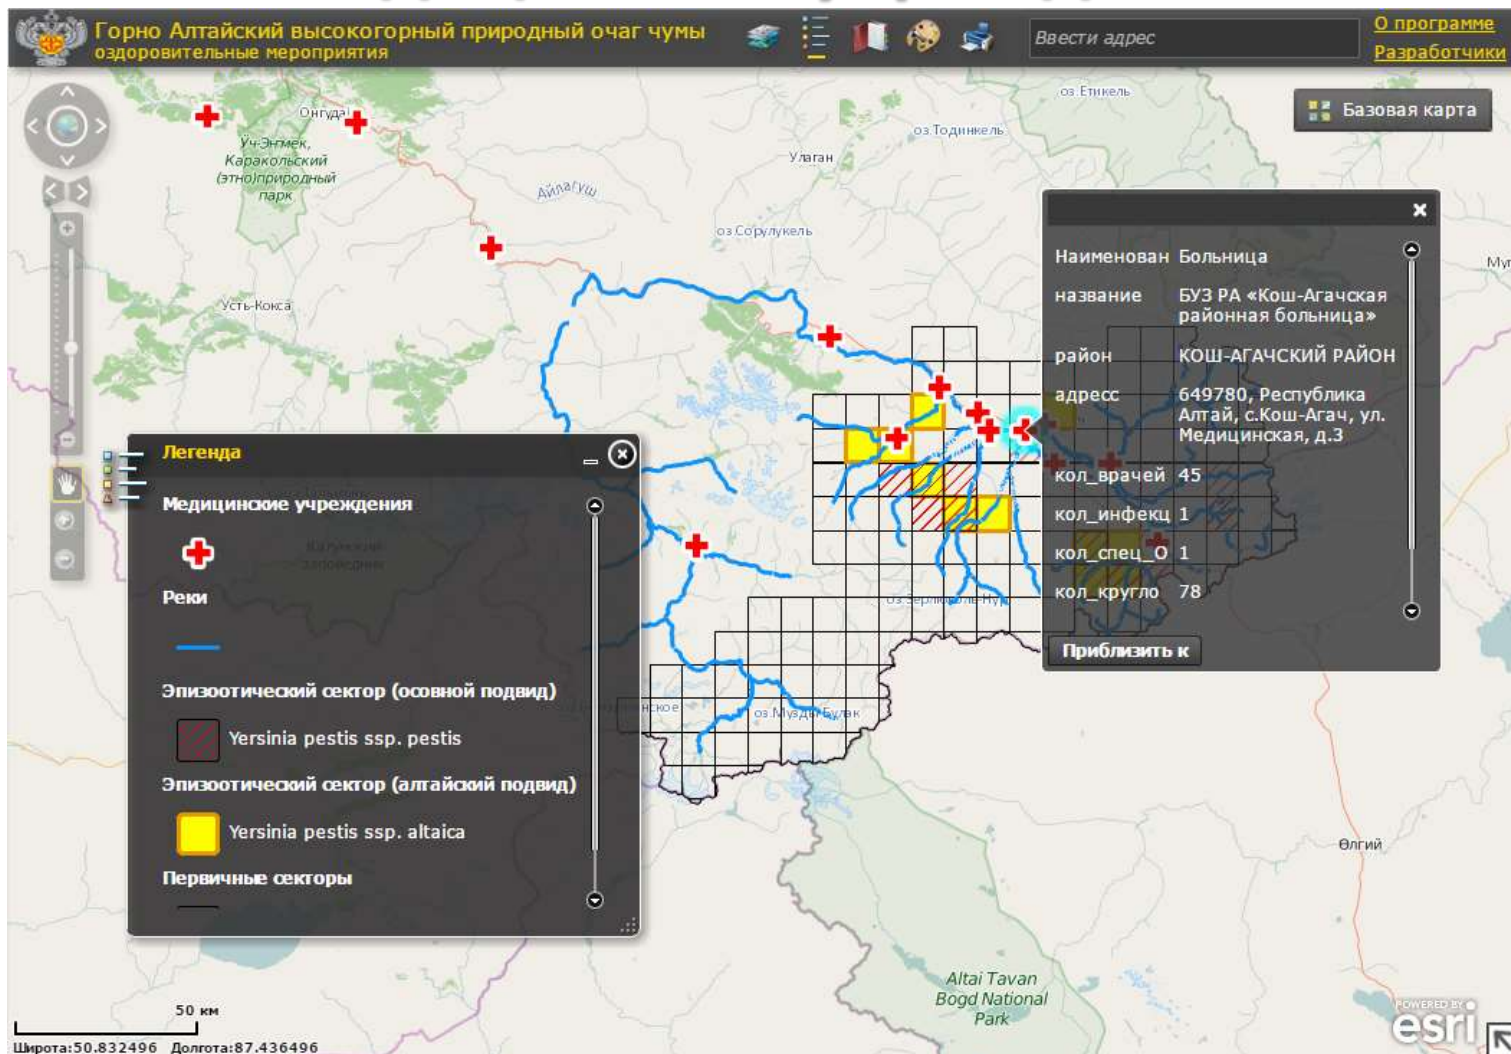 Горно Алтайский высокогорный природный очаг чумы
оздоровительные мероприятия
Ввести адрес
О программе
Разработчики
Базовая карта
Онгудай
Уч-Энмек,
Каракольский
(этно)природный
парк
Айлагуш
оз.Сорулукель
Улаган
оз.Тодинкель
оз.Етикель
Усть-Кокса
Наименован Больница
название БУЗ РА «Кош-Агачская
районная больница»
район КОШ-АГАЧСКИЙ РАЙОН
адресс 649780, Республика
Алтай, с.Кош-Агач, ул.
Медицинская, д.3
кол_врачей 45
кол_инфекц 1
кол_спец_О 1
кол_кругло 78
Приблизить к
Легенда
Медицинские учреждения
Реки
Эпизоотический сектор (осовной подвид)
Yersinia pestis ssp. pestis
Эпизоотический сектор (алтайский подвид)
Yersinia pestis ssp. altaica
Первичные секторы
оз.Музды-Булак
Өлгий
Altai Tavan
Bogd National
Park
50 км
Широта:50.832496 Долгота:87.436496
POWERED BY
esri